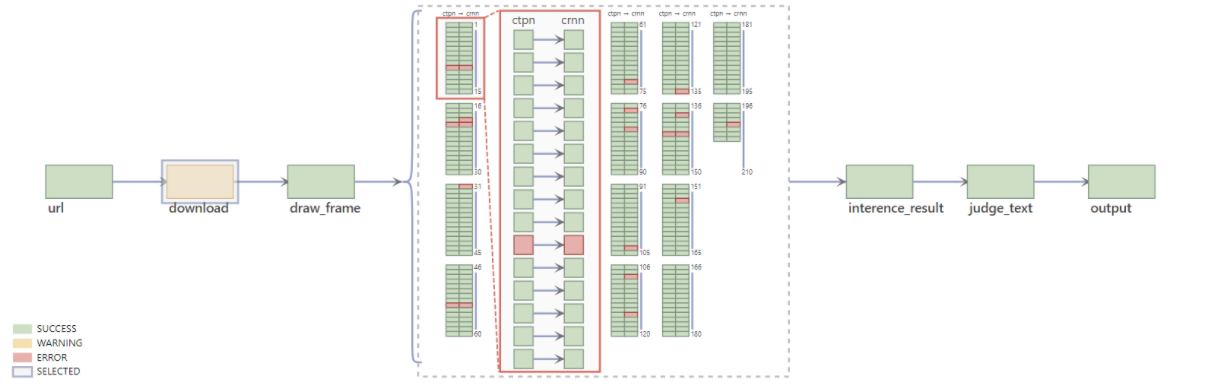 ctpn → crnn
1
15
16
30
31
45
46
60
ctpn crnn
ctpn → crnn
61
75
76
90
91
105
106
120
ctpn → crnn
121
135
136
150
151
165
166
180
ctpn → crnn
181
195
196
210
url
download
draw_frame
interence_result
judge_text
output
SUCCESS
WARNING
ERROR
SELECTED